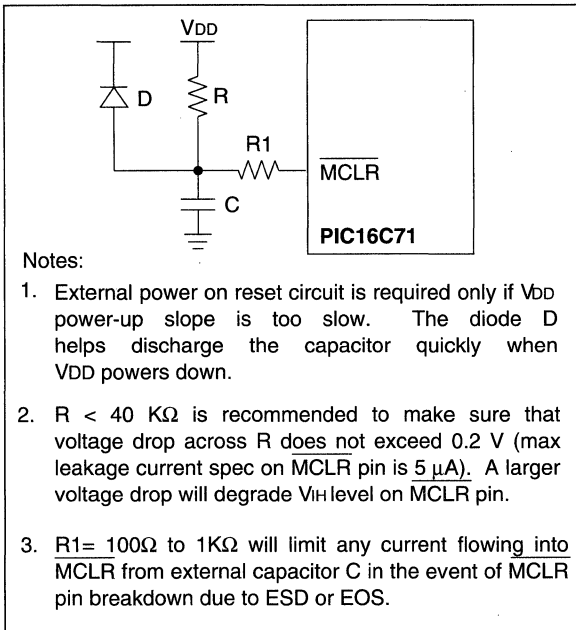 VDD
D
R
R1
MCLR
C
PIC16C71
Notes:
1. External power on reset circuit is required only if VDD
power-up slope is too slow. The diode D
helps discharge the capacitor quickly when
VDD powers down.
2. R < 40 KΩ is recommended to make sure that
voltage drop across R does not exceed 0.2 V (max
leakage current spec on MCLR pin is 5 μA). A larger
voltage drop will degrade VIH level on MCLR pin.
3. R1= 100Ω to 1KΩ will limit any current flowing into
MCLR from external capacitor C in the event of MCLR
pin breakdown due to ESD or EOS.